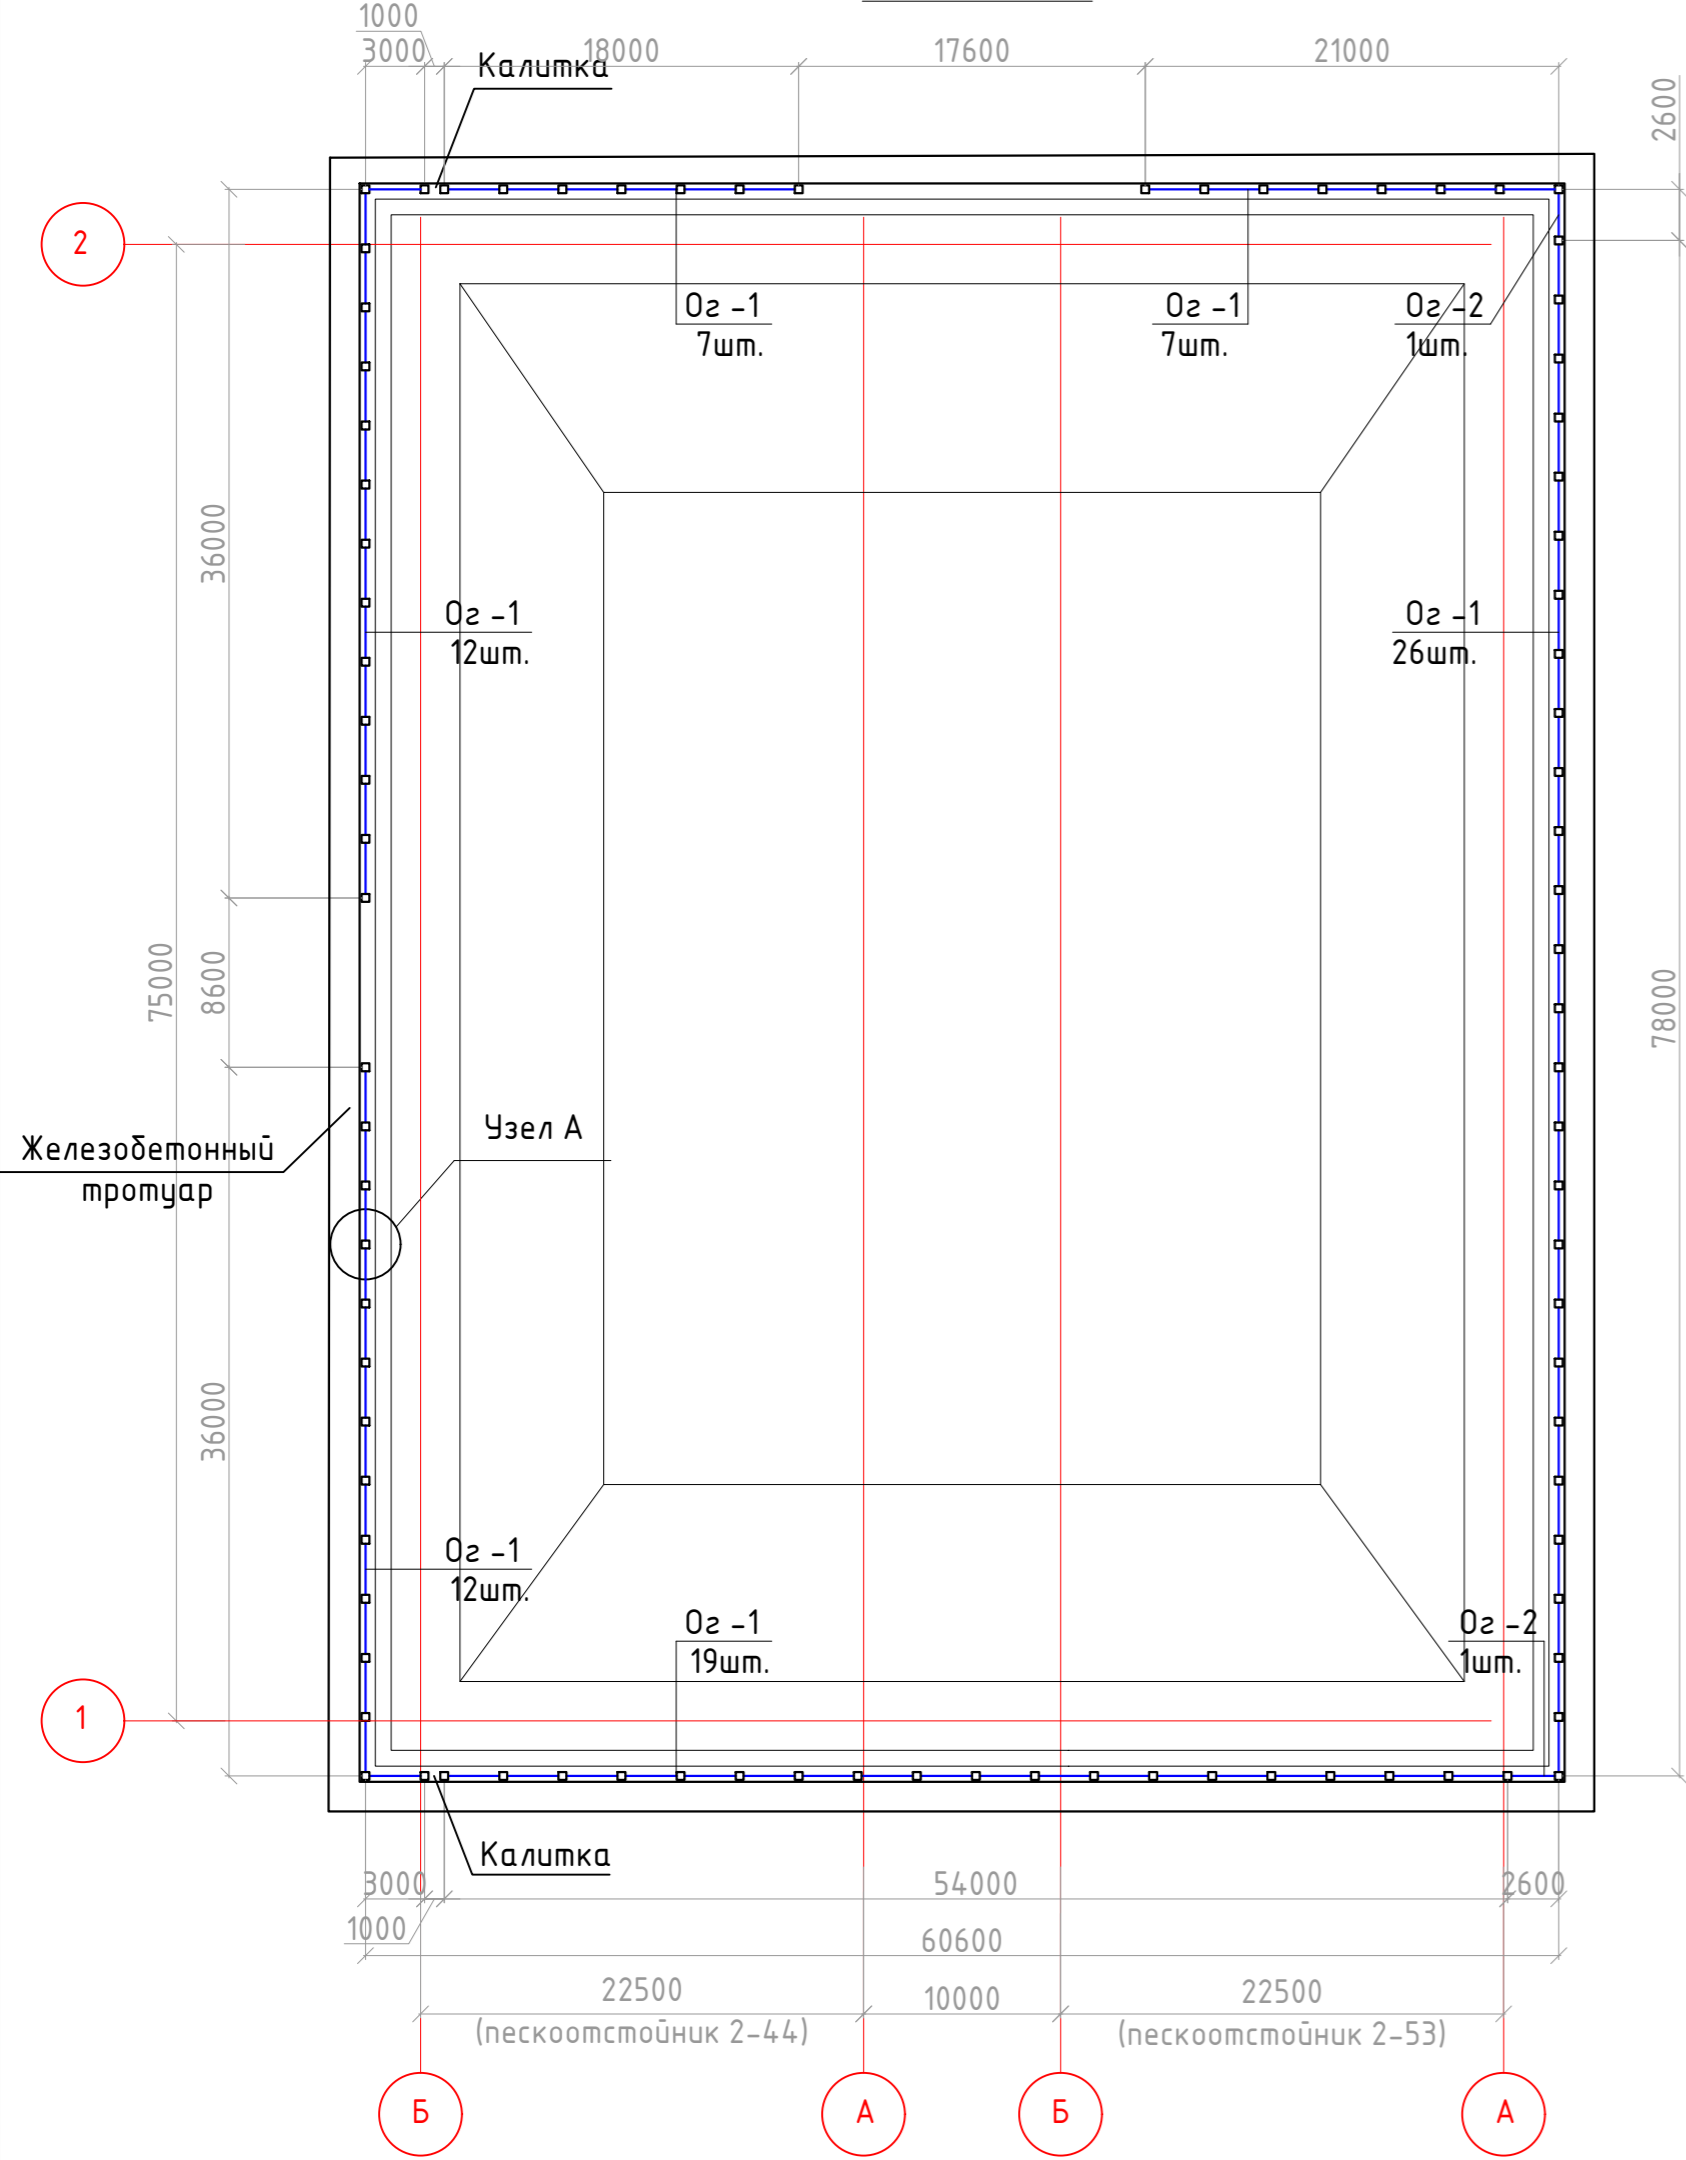 1000
3000
18000
17600
21000
Калитка
2600
2
Ог -1
7шт.
Ог -1
7шт.
Ог -2
1шт.
36000
Ог -1
12шт.
Ог -1
26шт.
75000
8600
78000
Узел А
Железобетонный
тротуар
36000
Ог -1
12шт.
Ог -1
19шт.
Ог -2
1шт.
1
Калитка
3000
54000
2600
1000
60600
22500
10000
22500
(пескоотстойник 2-44)
(пескоотстойник 2-53)
Б
А
Б
А